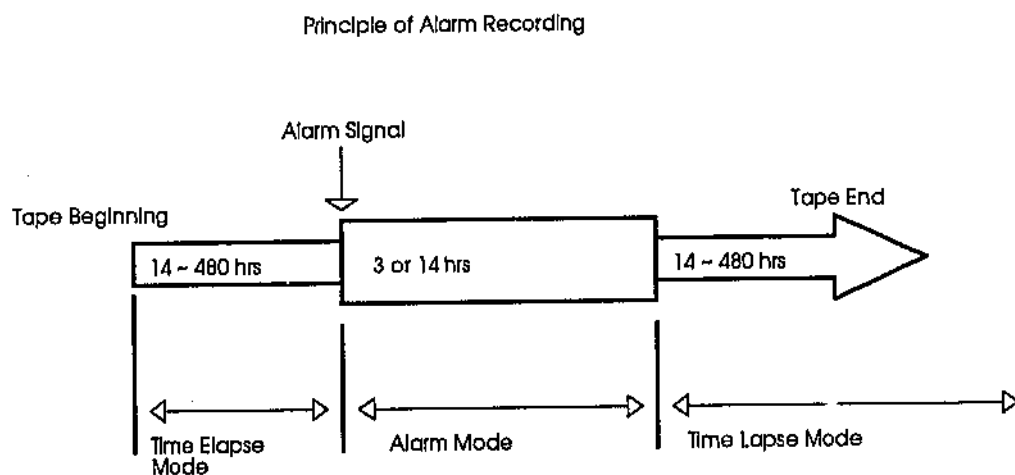 Principle of Alarm Recording
Alarm Signal
Tape Beginning
Tape End
14 ~ 480 hrs
3 or 14 hrs
14 ~ 480 hrs
Time Elapse
Mode
Alarm Mode
Time Lapse Mode